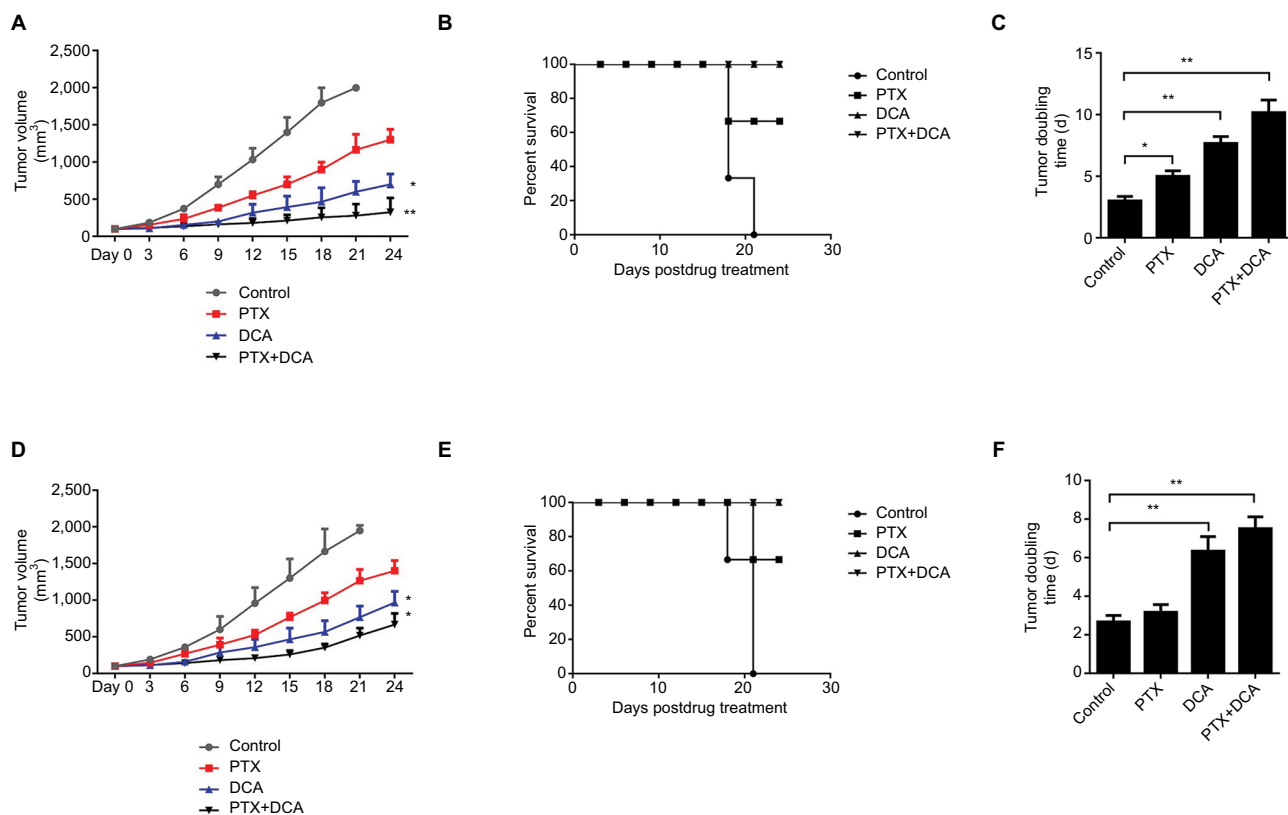 A
2,500
2,000
1,500
1,000
500
0
Tumor volume
(mm³)
Day 0 3 6 9 12 15 18 21 24
*
**
Control
PTX
DCA
PTX+DCA
B
100
80
60
40
20
0
Percent survival
0 10 20 30
Days postdrug treatment
Control
PTX
DCA
PTX+DCA
C
15
10
5
0
Tumor doubling
time (d)
**
**
*
Control PTX DCA PTX+DCA
D
2,500
2,000
1,500
1,000
500
0
Tumor volume
(mm³)
Day 0 3 6 9 12 15 18 21 24
*
*
Control
PTX
DCA
PTX+DCA
E
100
80
60
40
20
0
Percent survival
0 10 20 30
Days postdrug treatment
Control
PTX
DCA
PTX+DCA
F
10
8
6
4
2
0
Tumor doubling
time (d)
**
**
Control PTX DCA PTX+DCA